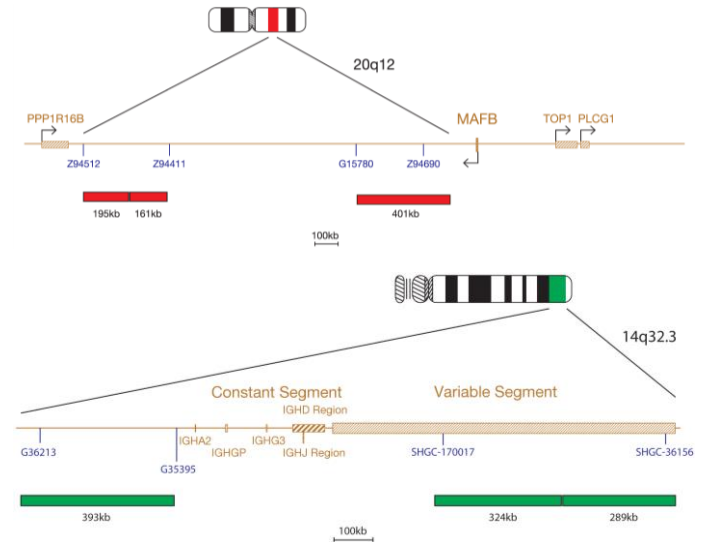 20q12
PPP1R16B
MAFB
TOP1 PLCG1
Z94512
Z94411
G15780
Z94690
195kb
161kb
401kb
100kb
14q32.3
Constant Segment
Variable Segment
IGHD Region
IGHA2
IGHG3
IGHGP
IGHJ Region
G36213
G35395
SHGC-170017
SHGC-36156
393kb
324kb
289kb
100kb